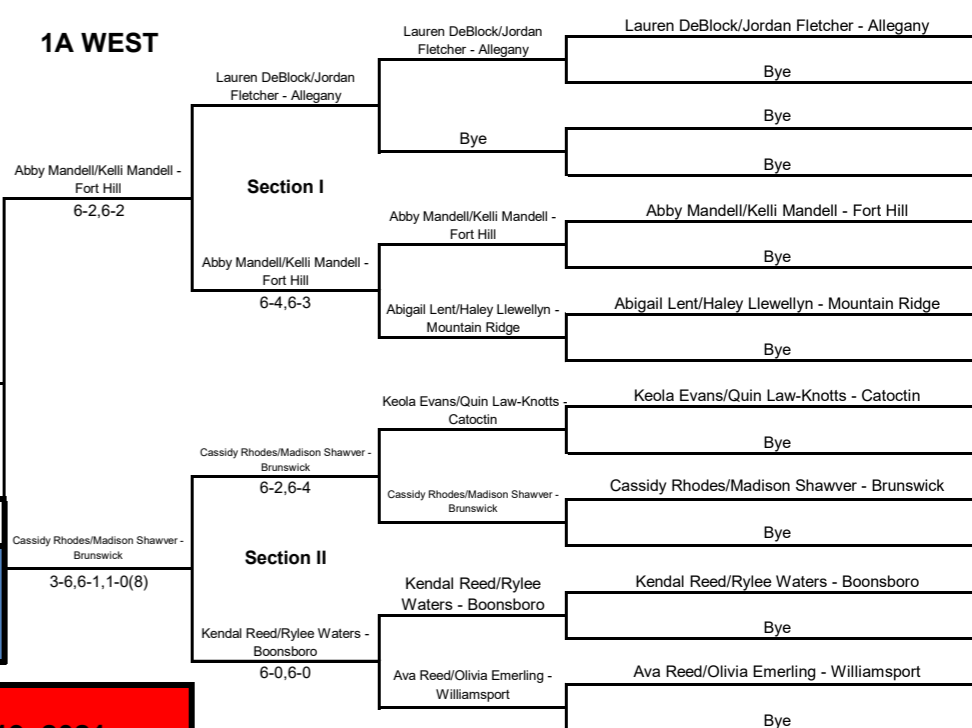 1A WEST
Lauren DeBlock/Jordan
Fletcher - Allegany
Lauren DeBlock/Jordan Fletcher - Allegany
Bye
Lauren DeBlock/Jordan
Fletcher - Allegany
Bye
Bye
Bye
Abby Mandell/Kelli Mandell -
Fort Hill
6-2,6-2
Section I
Abby Mandell/Kelli Mandell -
Fort Hill
Abby Mandell/Kelli Mandell - Fort Hill
Bye
Abby Mandell/Kelli Mandell -
Fort Hill
6-4,6-3
Abigail Lent/Haley Llewellyn -
Mountain Ridge
Abigail Lent/Haley Llewellyn - Mountain Ridge
Bye
Keola Evans/Quin Law-Knotts -
Catoctin
Keola Evans/Quin Law-Knotts - Catoctin
Bye
Cassidy Rhodes/Madison Shawver -
Brunswick
6-2,6-4
Cassidy Rhodes/Madison Shawver -
Brunswick
Cassidy Rhodes/Madison Shawver - Brunswick
Bye
Cassidy Rhodes/Madison Shawver -
Brunswick
3-6,6-1,1-0(8)
Section II
Kendal Reed/Rylee
Waters - Boonsboro
Kendal Reed/Rylee Waters - Boonsboro
Bye
Kendal Reed/Rylee Waters -
Boonsboro
6-0,6-0
Ava Reed/Olivia Emerling -
Williamsport
Ava Reed/Olivia Emerling - Williamsport
Bye